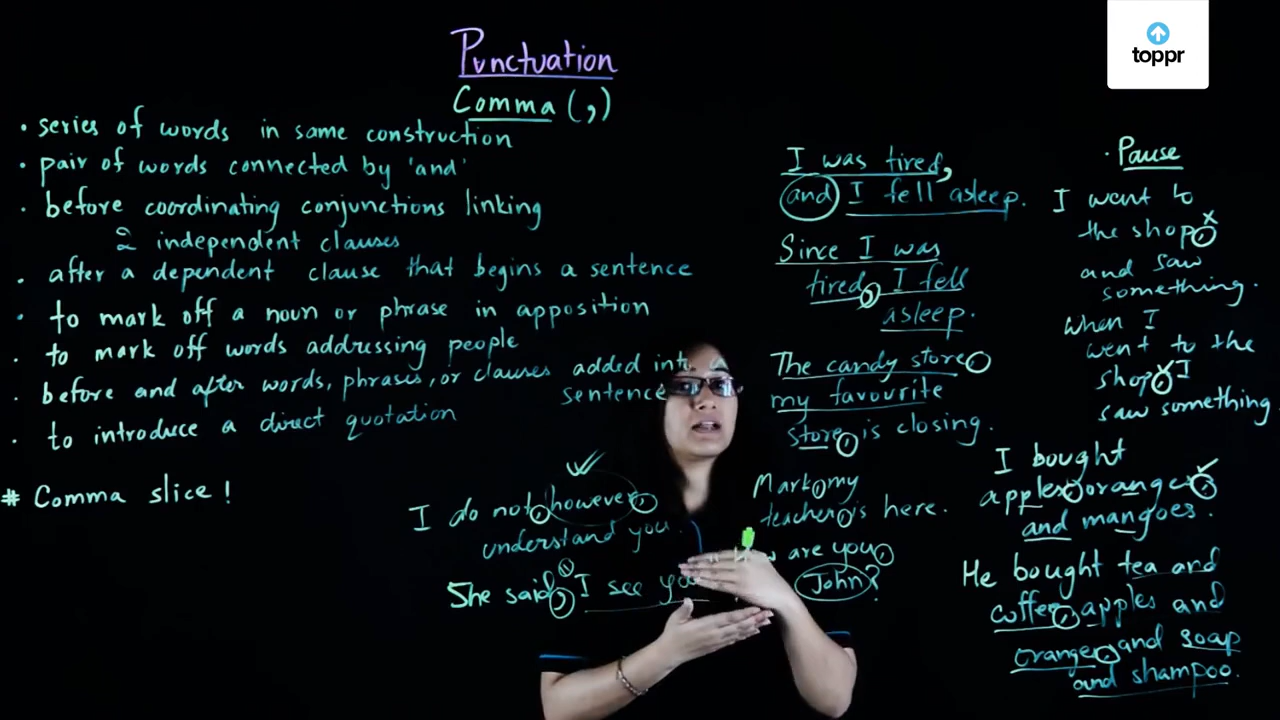 toppr
Punctuation
Comma (,)
• series of words in same construction
• pair of words connected by 'and'
• before coordinating conjunctions linking
2 independent clauses
• after a dependent clause that begins a sentence
• to mark off a noun or phrase in apposition
• to mark off words addressing people
• before and after words, phrases, or clauses added into
sentence
• to introduce a direct quotation
# Comma slice!
I do not, however,
understand you.
She said, "I see you
I was tired,
and I fell asleep.
Since I was
tired, I fell
asleep.
The candy store,
my favourite
store, is closing.
Mark, my
teacher, is here.
are you,
John?
• Pause
I went to
the shop,
and saw
something.
When I
went to the
shop, I
saw something
I bought
apples, oranges,
and mangoes.
He bought tea and
coffee, apples and
oranges, and soap
and shampoo.